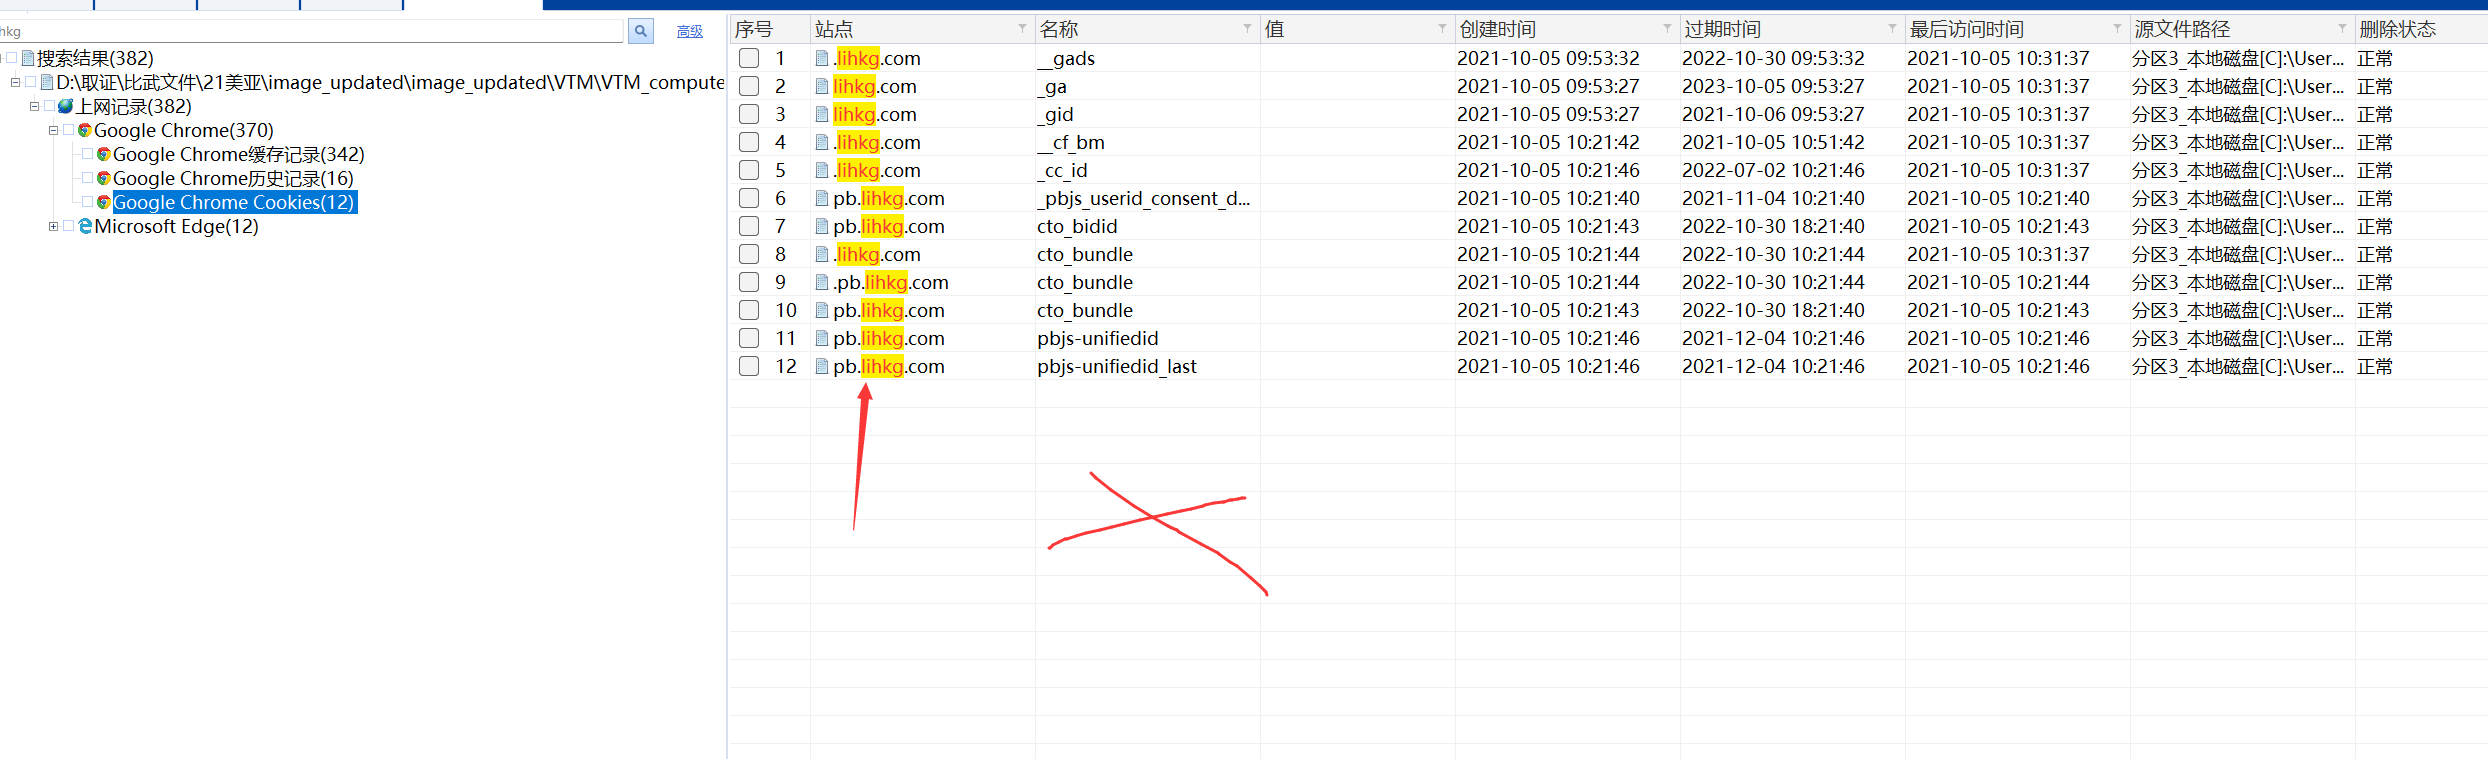 hkg
高级
搜索结果(382)
D:\取证\比武文件\21美亚\image_updated\image_updated\VTM\VTM_compute
上网记录(382)
Google Chrome(370)
Google Chrome缓存记录(342)
Google Chrome历史记录(16)
Google Chrome Cookies(12)
Microsoft Edge(12)
序号 站点 名称 值 创建时间 过期时间 最后访问时间 源文件路径 删除状态
1 .lihkg.com __gads 2021-10-05 09:53:32 2022-10-30 09:53:32 2021-10-05 10:31:37 分区3_本地磁盘[C]:\User... 正常
2 lihkg.com _ga 2021-10-05 09:53:27 2023-10-05 09:53:27 2021-10-05 10:31:37 分区3_本地磁盘[C]:\User... 正常
3 lihkg.com _gid 2021-10-05 09:53:27 2021-10-06 09:53:27 2021-10-05 10:31:37 分区3_本地磁盘[C]:\User... 正常
4 .lihkg.com __cf_bm 2021-10-05 10:21:42 2021-10-05 10:51:42 2021-10-05 10:31:37 分区3_本地磁盘[C]:\User... 正常
5 .lihkg.com _cc_id 2021-10-05 10:21:46 2022-07-02 10:21:46 2021-10-05 10:31:37 分区3_本地磁盘[C]:\User... 正常
6 pb.lihkg.com _pbjs_userid_consent_d... 2021-10-05 10:21:40 2021-11-04 10:21:40 2021-10-05 10:21:40 分区3_本地磁盘[C]:\User... 正常
7 pb.lihkg.com cto_bidid 2021-10-05 10:21:43 2022-10-30 18:21:40 2021-10-05 10:21:43 分区3_本地磁盘[C]:\User... 正常
8 .lihkg.com cto_bundle 2021-10-05 10:21:44 2022-10-30 10:21:44 2021-10-05 10:31:37 分区3_本地磁盘[C]:\User... 正常
9 .pb.lihkg.com cto_bundle 2021-10-05 10:21:44 2022-10-30 10:21:44 2021-10-05 10:21:44 分区3_本地磁盘[C]:\User... 正常
10 pb.lihkg.com cto_bundle 2021-10-05 10:21:43 2022-10-30 18:21:40 2021-10-05 10:21:43 分区3_本地磁盘[C]:\User... 正常
11 pb.lihkg.com pbjs-unifiedid 2021-10-05 10:21:46 2021-12-04 10:21:46 2021-10-05 10:21:46 分区3_本地磁盘[C]:\User... 正常
12 pb.lihkg.com pbjs-unifiedid_last 2021-10-05 10:21:46 2021-12-04 10:21:46 2021-10-05 10:21:46 分区3_本地磁盘[C]:\User... 正常